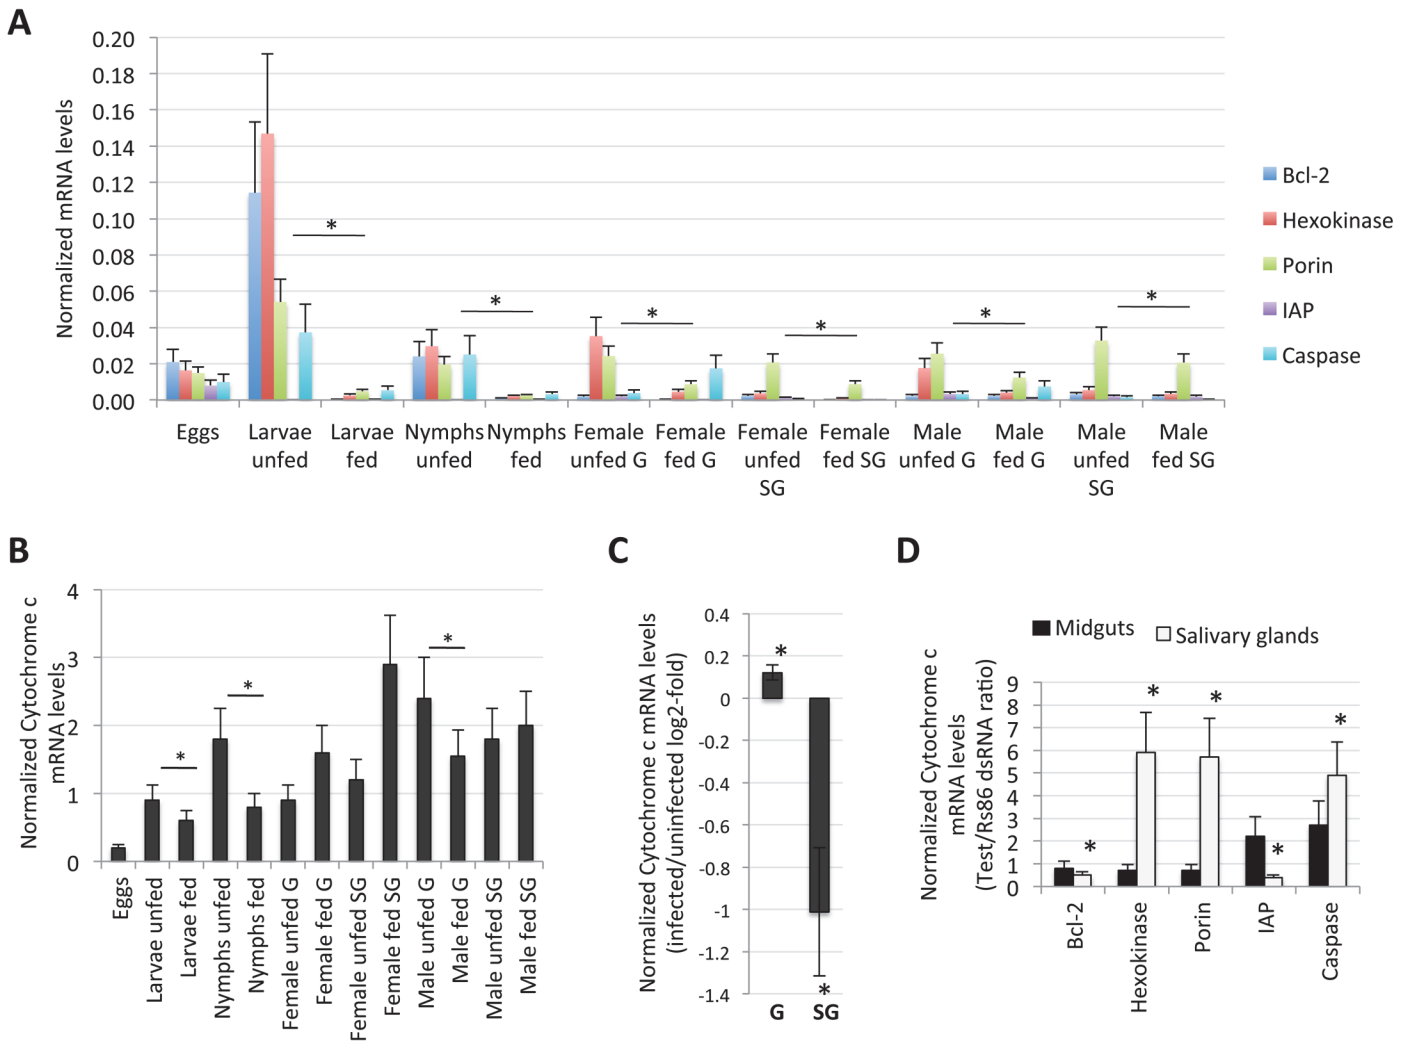 A
Normalized mRNA levels
0.20
0.18
0.16
0.14
0.12
0.10
0.08
0.06
0.04
0.02
0.00
*
*
*
*
*
*
Eggs
Larvae unfed
Larvae fed
Nymphs unfed
Nymphs fed
Female unfed G
Female fed G
Female unfed SG
Female fed SG
Male unfed G
Male fed G
Male unfed SG
Male fed SG
Bcl-2
Hexokinase
Porin
IAP
Caspase
B
Normalized Cytochrome c
mRNA levels
4
3
2
1
0
*
*
*
Eggs
Larvae unfed
Larvae fed
Nymphs unfed
Nymphs fed
Female unfed G
Female fed G
Female unfed SG
Female fed SG
Male unfed G
Male fed G
Male unfed SG
Male fed SG
C
Normalized Cytochrome c mRNA levels
(infected/uninfected log2-fold)
0.4
0.2
0
-0.2
-0.4
-0.6
-0.8
-1
-1.2
-1.4
*
*
G
SG
D
Midguts
Salivary glands
Normalized Cytochrome c
mRNA levels
(Test/Rs86 dsRNA ratio)
9
8
7
6
5
4
3
2
1
0
*
*
*
*
*
Bcl-2
Hexokinase
Porin
IAP
Caspase